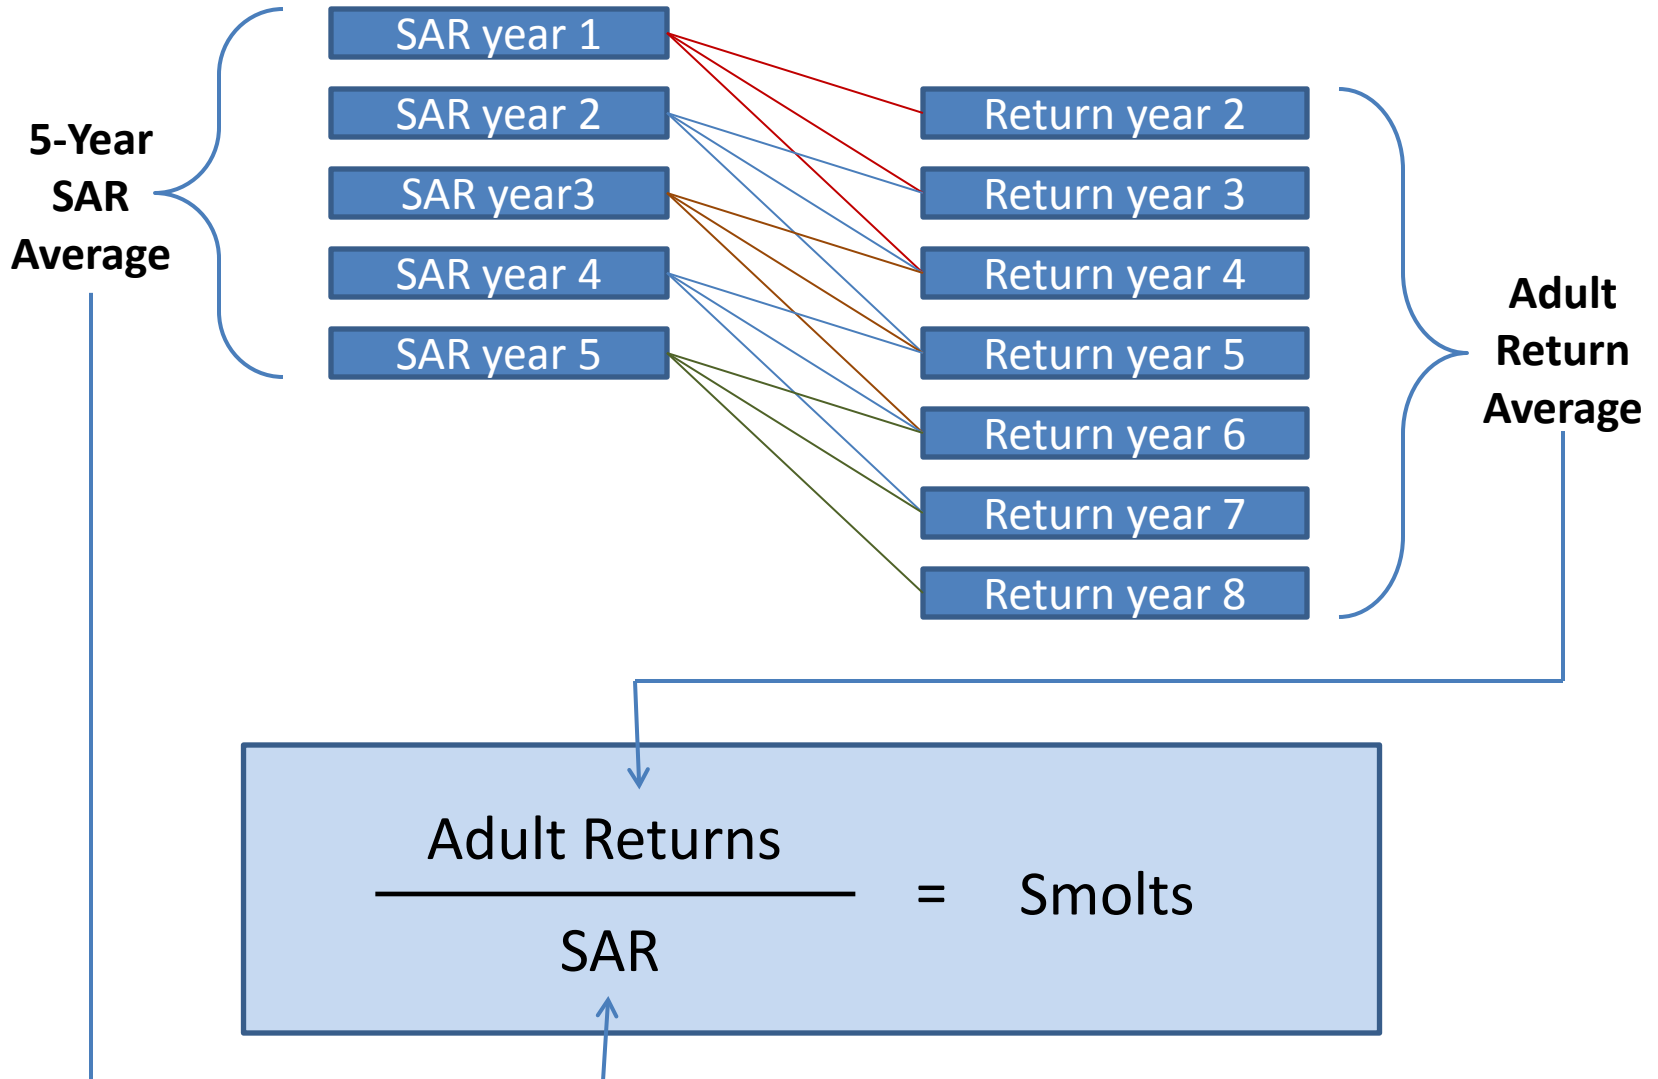 5-Year
SAR
Average
SAR year 1
SAR year 2
SAR year3
SAR year 4
SAR year 5
Return year 2
Return year 3
Return year 4
Return year 5
Return year 6
Return year 7
Return year 8
Adult
Return
Average
Adult Returns
SAR
= Smolts